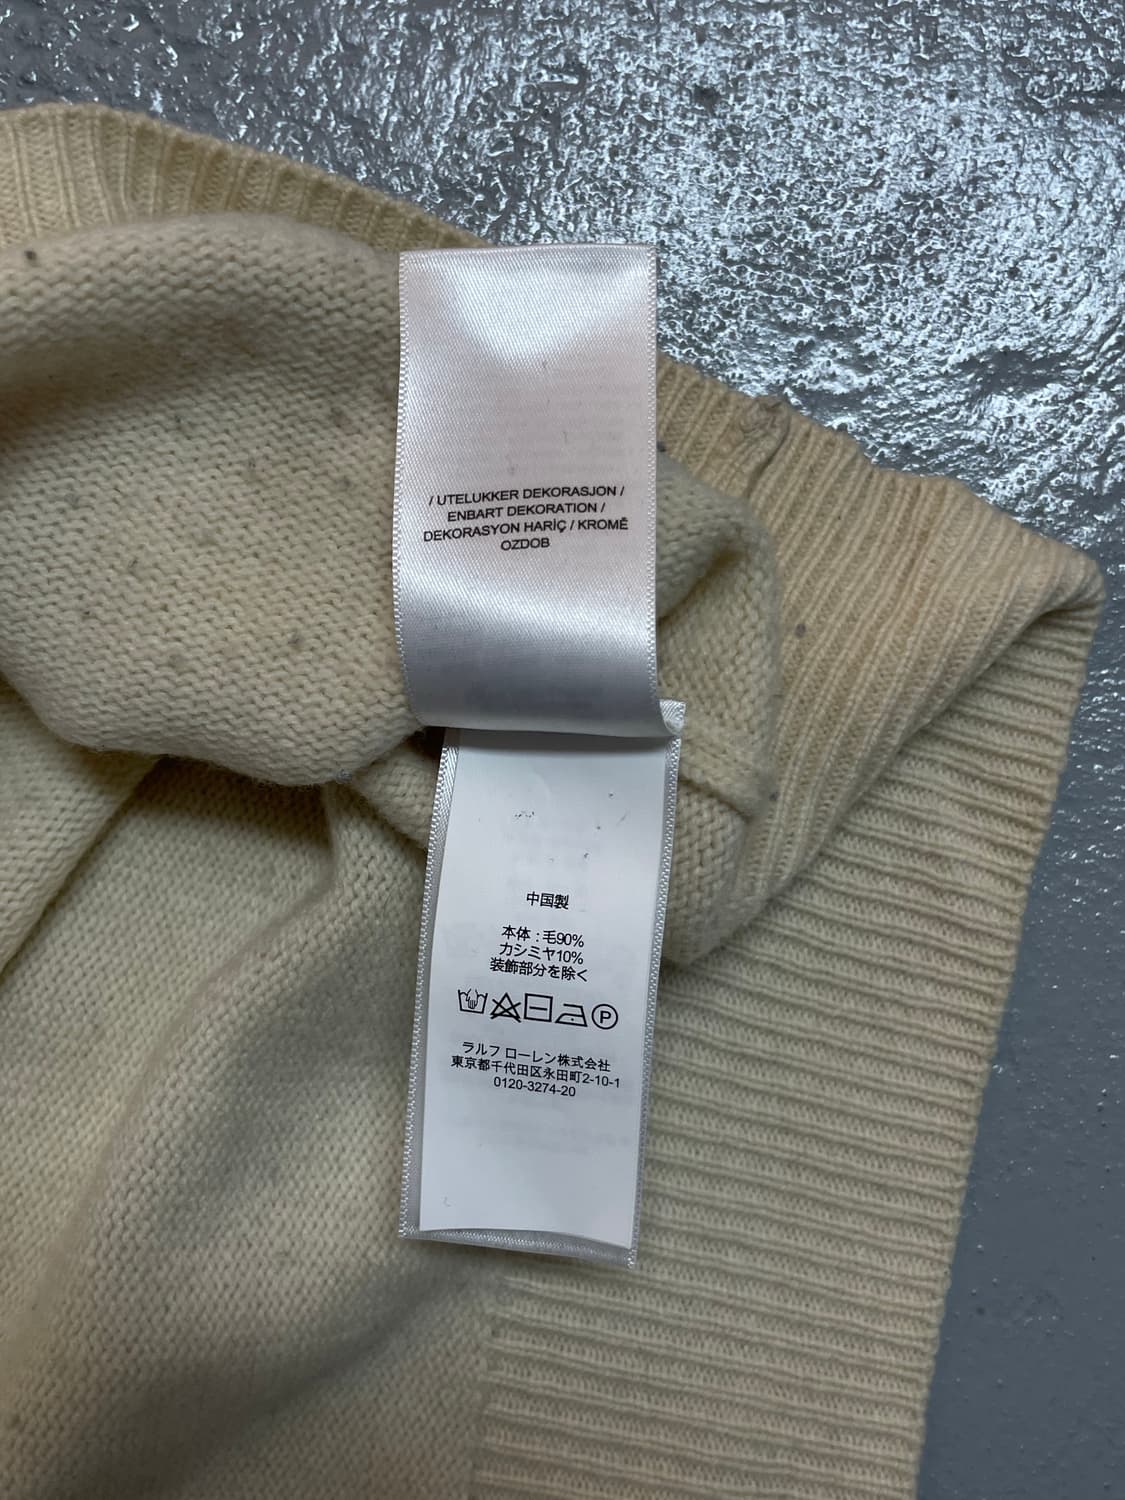 / UTELUKKER DEKORASJON /
ENBART DEKORATION /
DEKORASYON HARİÇ / KROMĚ
OZDOB
中国製
本体 : 毛90%
カシミヤ10%
装飾部分を除く
P
ラルフ ローレン株式会社
東京都千代田区永田町2-10-1
0120-3274-20